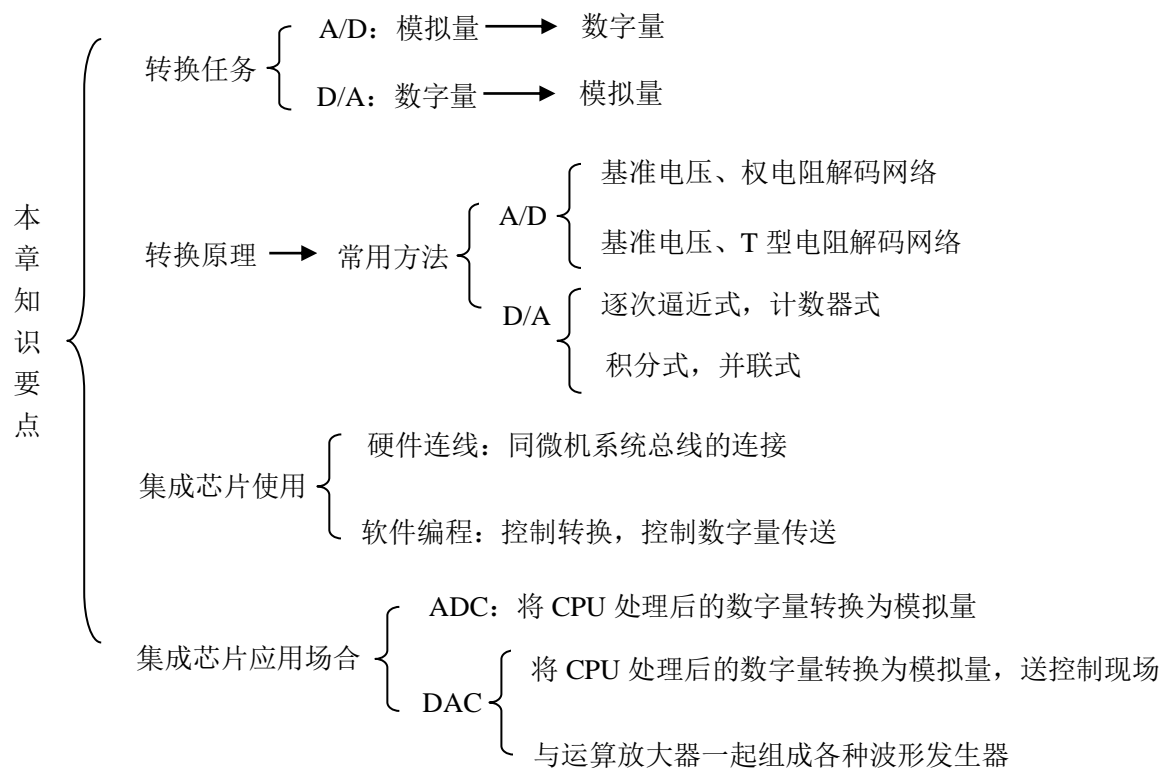 本章知识要点
转换任务
A/D：模拟量 数字量
D/A：数字量 模拟量
转换原理 常用方法
A/D
基准电压、权电阻解码网络
基准电压、T 型电阻解码网络
D/A
逐次逼近式，计数器式
积分式，并联式
集成芯片使用
硬件连线：同微机系统总线的连接
软件编程：控制转换，控制数字量传送
集成芯片应用场合
ADC：将 CPU 处理后的数字量转换为模拟量
DAC
将 CPU 处理后的数字量转换为模拟量，送控制现场
与运算放大器一起组成各种波形发生器